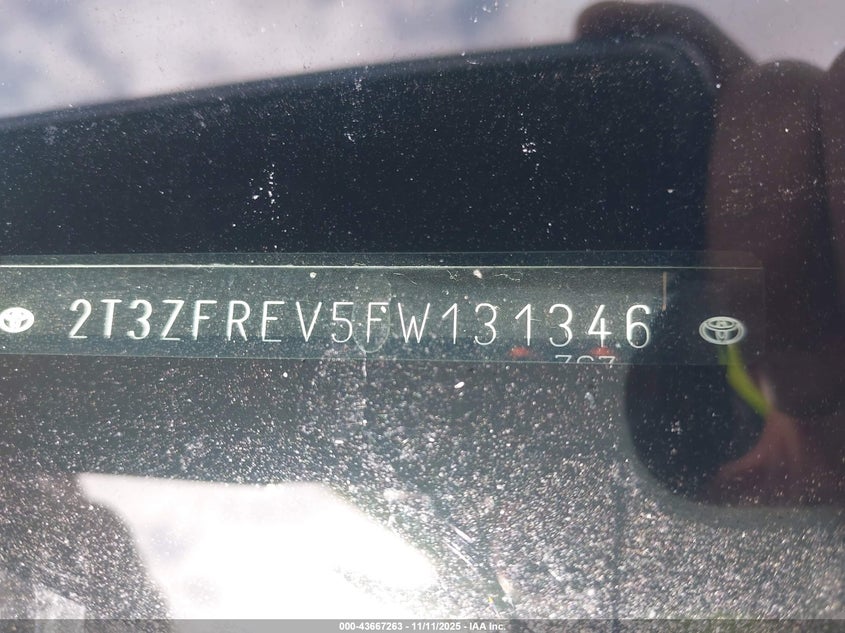 2T3ZFREV5FW131346
000-43667263 - 11/11/2025 - IAA Inc.